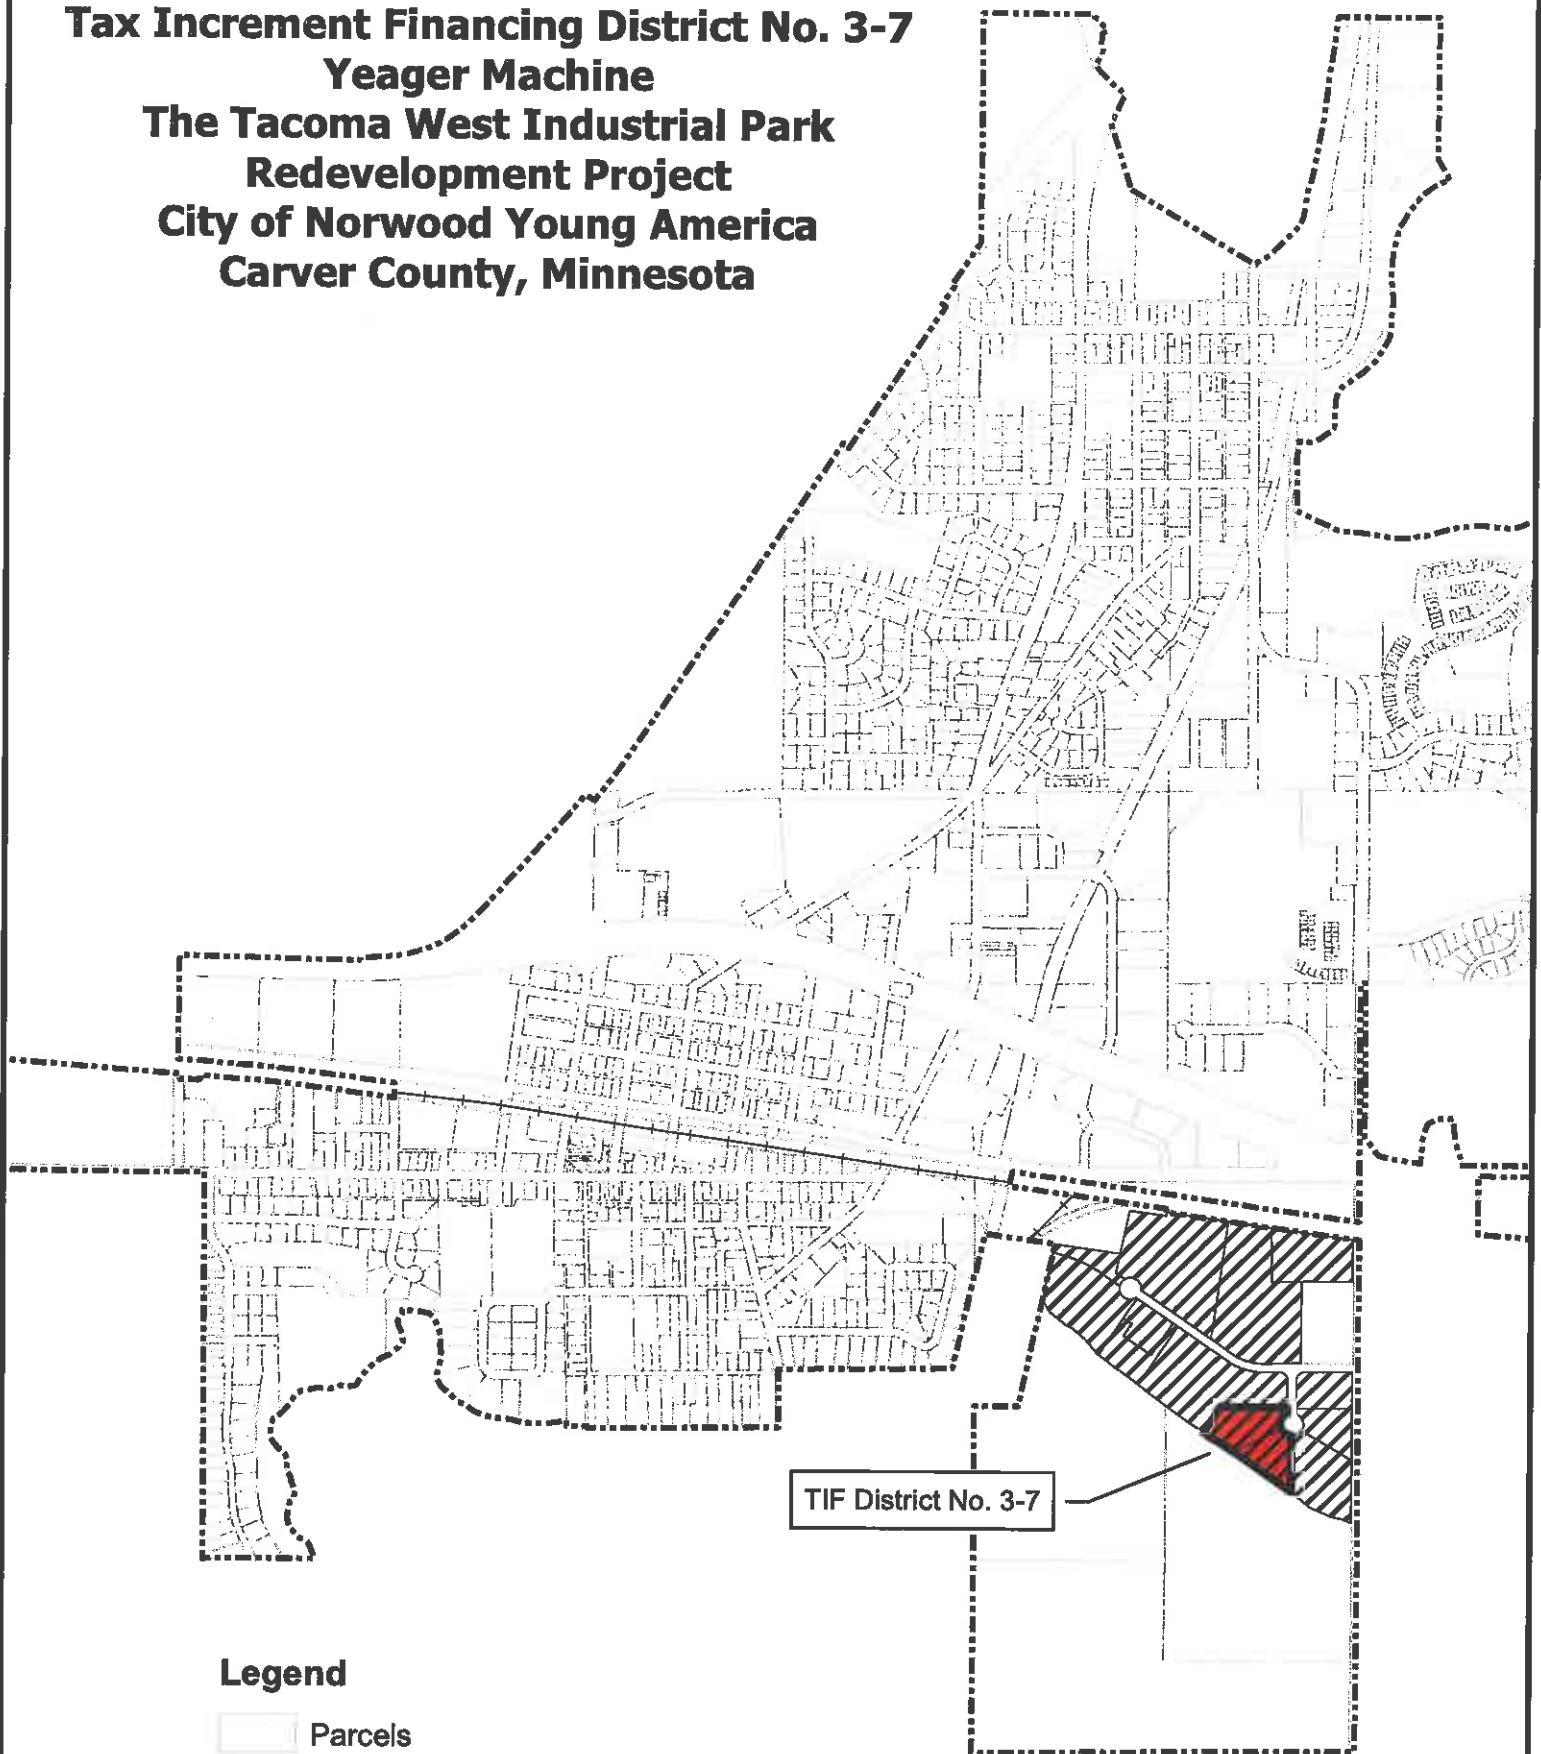 Tax Increment Financing District No. 3-7
Yeager Machine
The Tacoma West Industrial Park
Redevelopment Project
City of Norwood Young America
Carver County, Minnesota
TIF District No. 3-7
Legend
Parcels